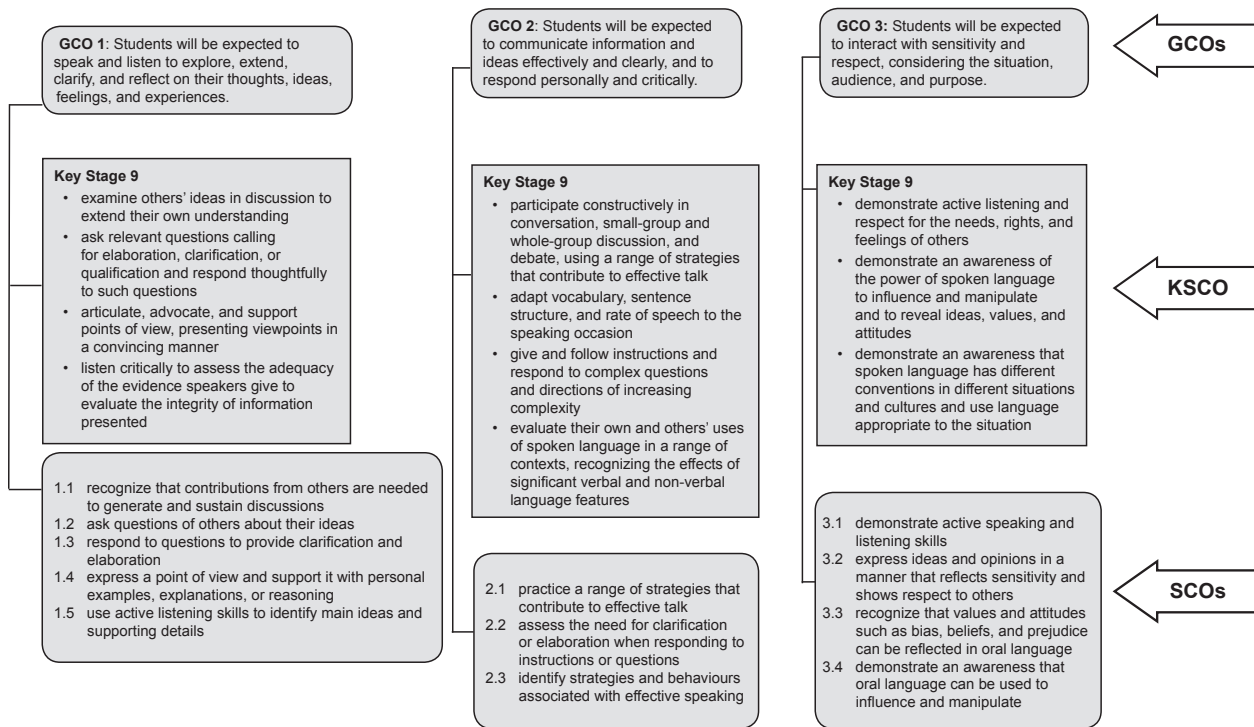 GCO 1: Students will be expected to
speak and listen to explore, extend,
clarify, and reflect on their thoughts, ideas,
feelings, and experiences.
Key Stage 9
• examine others' ideas in discussion to
extend their own understanding
• ask relevant questions calling
for elaboration, clarification, or
qualification and respond thoughtfully
to such questions
• articulate, advocate, and support
points of view, presenting viewpoints in
a convincing manner
• listen critically to assess the adequacy
of the evidence speakers give to
evaluate the integrity of information
presented
1.1 recognize that contributions from others are needed
to generate and sustain discussions
1.2 ask questions of others about their ideas
1.3 respond to questions to provide clarification and
elaboration
1.4 express a point of view and support it with personal
examples, explanations, or reasoning
1.5 use active listening skills to identify main ideas and
supporting details
GCO 2: Students will be expected
to communicate information and
ideas effectively and clearly, and to
respond personally and critically.
Key Stage 9
• participate constructively in
conversation, small-group and
whole-group discussion, and
debate, using a range of strategies
that contribute to effective talk
• adapt vocabulary, sentence
structure, and rate of speech to the
speaking occasion
• give and follow instructions and
respond to complex questions
and directions of increasing
complexity
• evaluate their own and others' uses
of spoken language in a range of
contexts, recognizing the effects of
significant verbal and non-verbal
language features
2.1 practice a range of strategies that
contribute to effective talk
2.2 assess the need for clarification
or elaboration when responding to
instructions or questions
2.3 identify strategies and behaviours
associated with effective speaking
GCO 3: Students will be expected
to interact with sensitivity and
respect, considering the situation,
audience, and purpose.
Key Stage 9
• demonstrate active listening and
respect for the needs, rights, and
feelings of others
• demonstrate an awareness of
the power of spoken language
to influence and manipulate
and to reveal ideas, values, and
attitudes
• demonstrate an awareness that
spoken language has different
conventions in different situations
and cultures and use language
appropriate to the situation
3.1 demonstrate active speaking and
listening skills
3.2 express ideas and opinions in a
manner that reflects sensitivity and
shows respect to others
3.3 recognize that values and attitudes
such as bias, beliefs, and prejudice
can be reflected in oral language
3.4 demonstrate an awareness that
oral language can be used to
influence and manipulate
GCOs
KSCO
SCOs